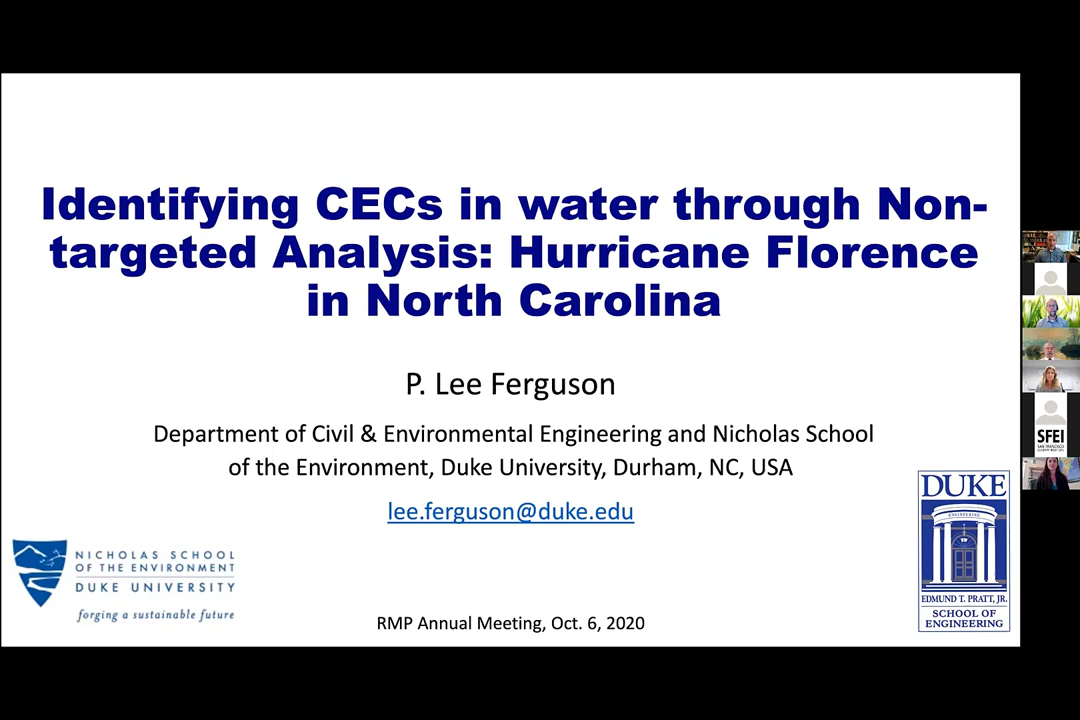 Identifying CECs in water through Non-
targeted Analysis: Hurricane Florence
in North Carolina
P. Lee Ferguson
Department of Civil & Environmental Engineering and Nicholas School
of the Environment, Duke University, Durham, NC, USA
lee.ferguson@duke.edu
NICHOLAS SCHOOL
OF THE ENVIRONMENT
DUKE UNIVERSITY
forging a sustainable future
RMP Annual Meeting, Oct. 6, 2020
DUKE
ENGINEERING
EDMUND T. PRATT, JR.
SCHOOL OF
ENGINEERING
SFEI